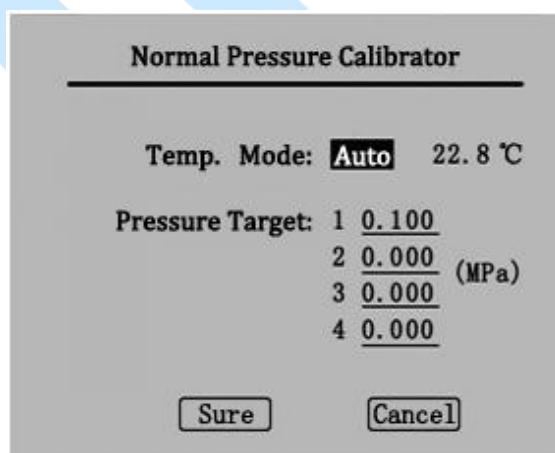 Normal Pressure Calibrator
Temp. Mode: Auto 22.8 ℃
Pressure Target: 1 0.100
2 0.000
(MPa)
3 0.000
4 0.000
Sure Cancel